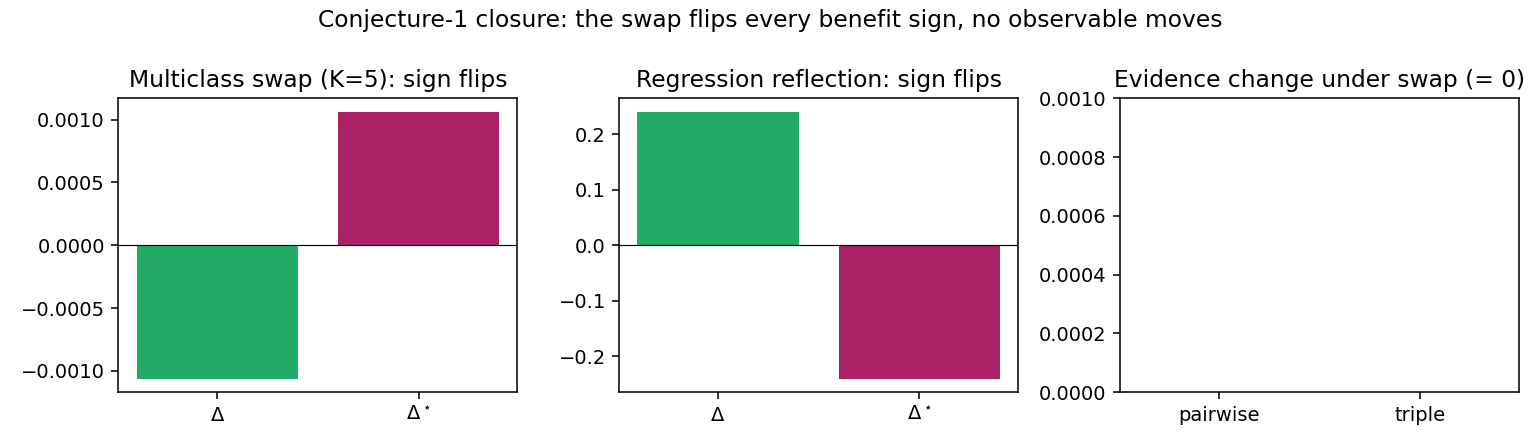 Conjecture-1 closure: the swap flips every benefit sign, no observable moves
Multiclass swap (K=5): sign flips
0.0010
0.0005
0.0000
−0.0005
−0.0010
Δ
Δ⋆
Regression reflection: sign flips
0.2
0.1
0.0
−0.1
−0.2
Δ
Δ⋆
Evidence change under swap (= 0)
0.0010
0.0008
0.0006
0.0004
0.0002
0.0000
pairwise
triple